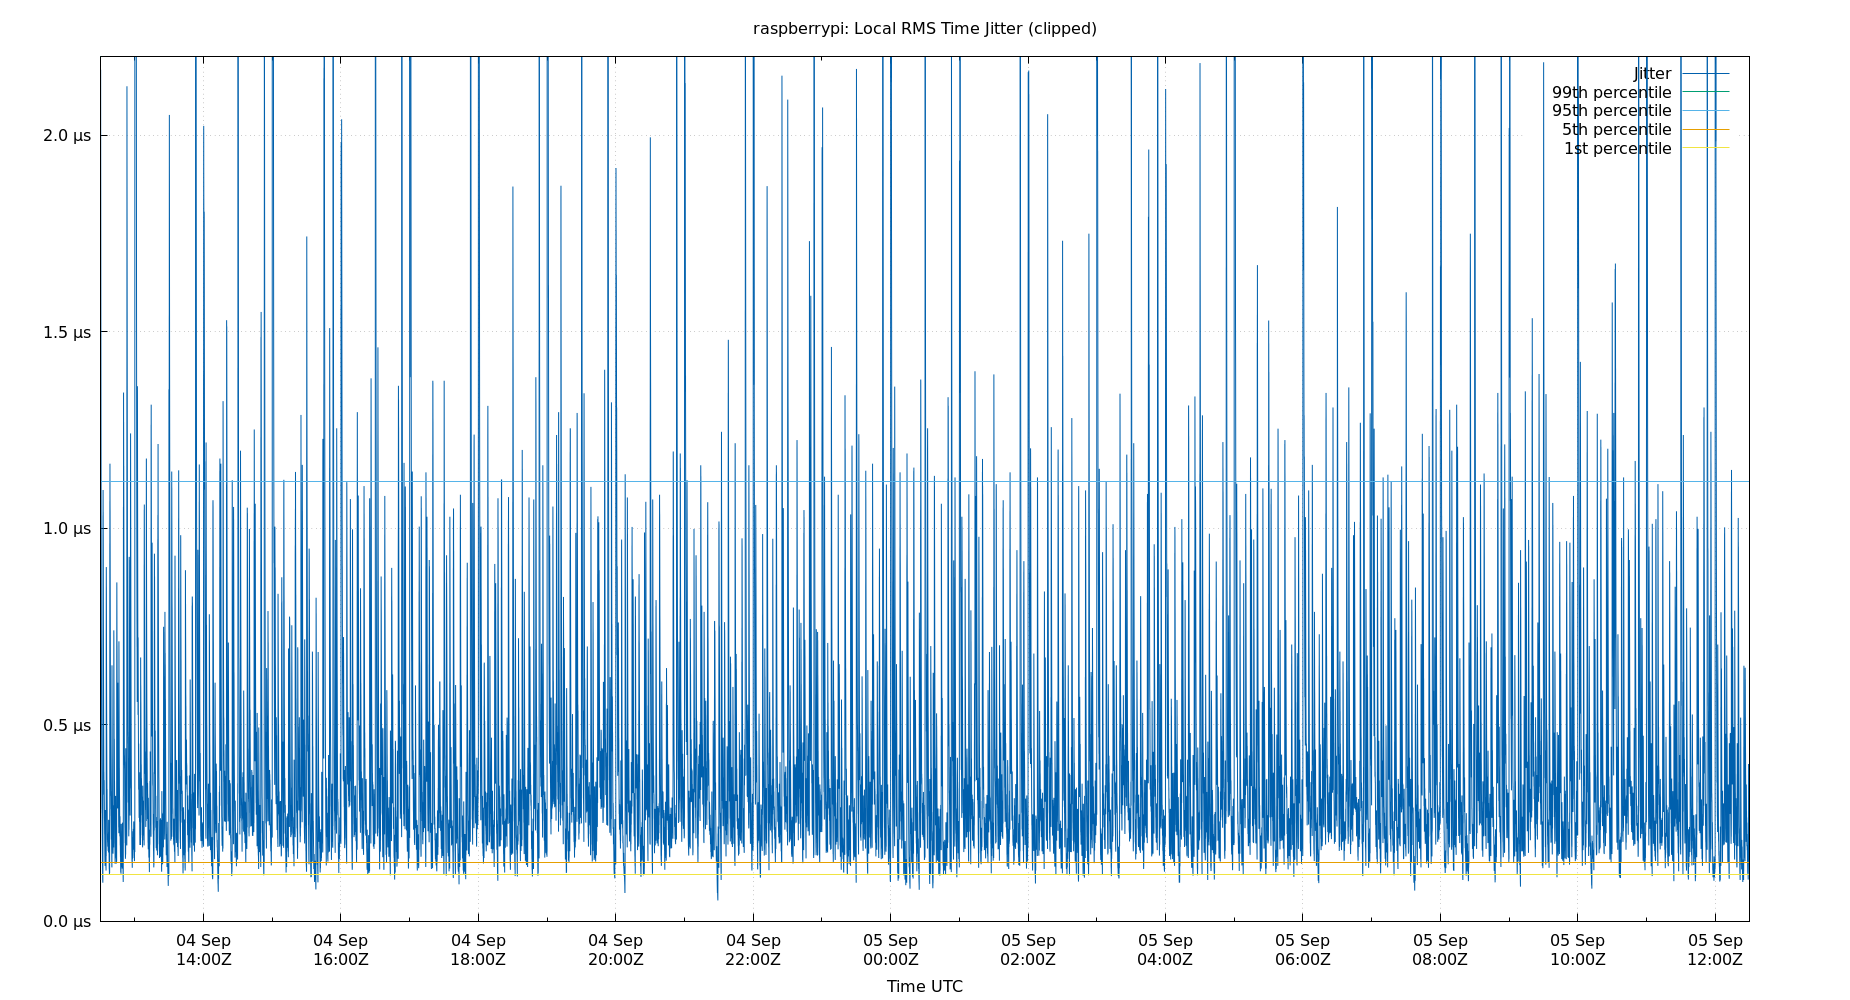 raspberrypi: Local RMS Time Jitter (clipped)
Jitter
99th percentile
95th percentile
5th percentile
1st percentile
2.0 µs
1.5 µs
1.0 µs
0.5 µs
0.0 µs
04 Sep 04 Sep 04 Sep 04 Sep 04 Sep 05 Sep 05 Sep 05 Sep 05 Sep 05 Sep 05 Sep 05 Sep
14:00Z 16:00Z 18:00Z 20:00Z 22:00Z 00:00Z 02:00Z 04:00Z 06:00Z 08:00Z 10:00Z 12:00Z
Time UTC